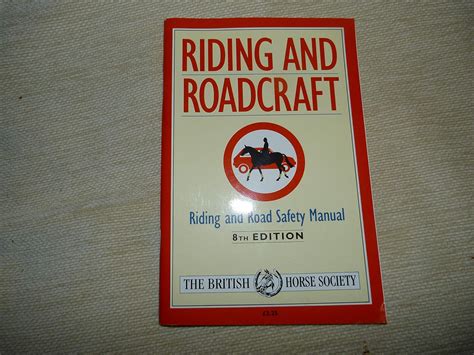 RIDING AND
ROADCRAFT
Riding and Road Safety Manual
8TH EDITION
THE BRITISH HORSE SOCIETY